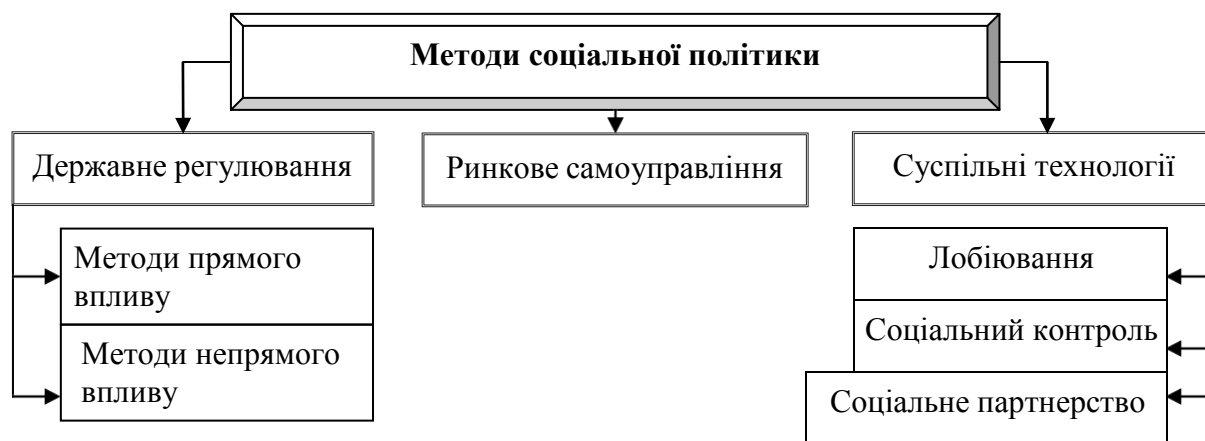 Методи соціальної політики
Державне регулювання
Ринкове самоуправління
Суспільні технології
Методи прямого
впливу
Методи непрямого
впливу
Лобіювання
Соціальний контроль
Соціальне партнерство